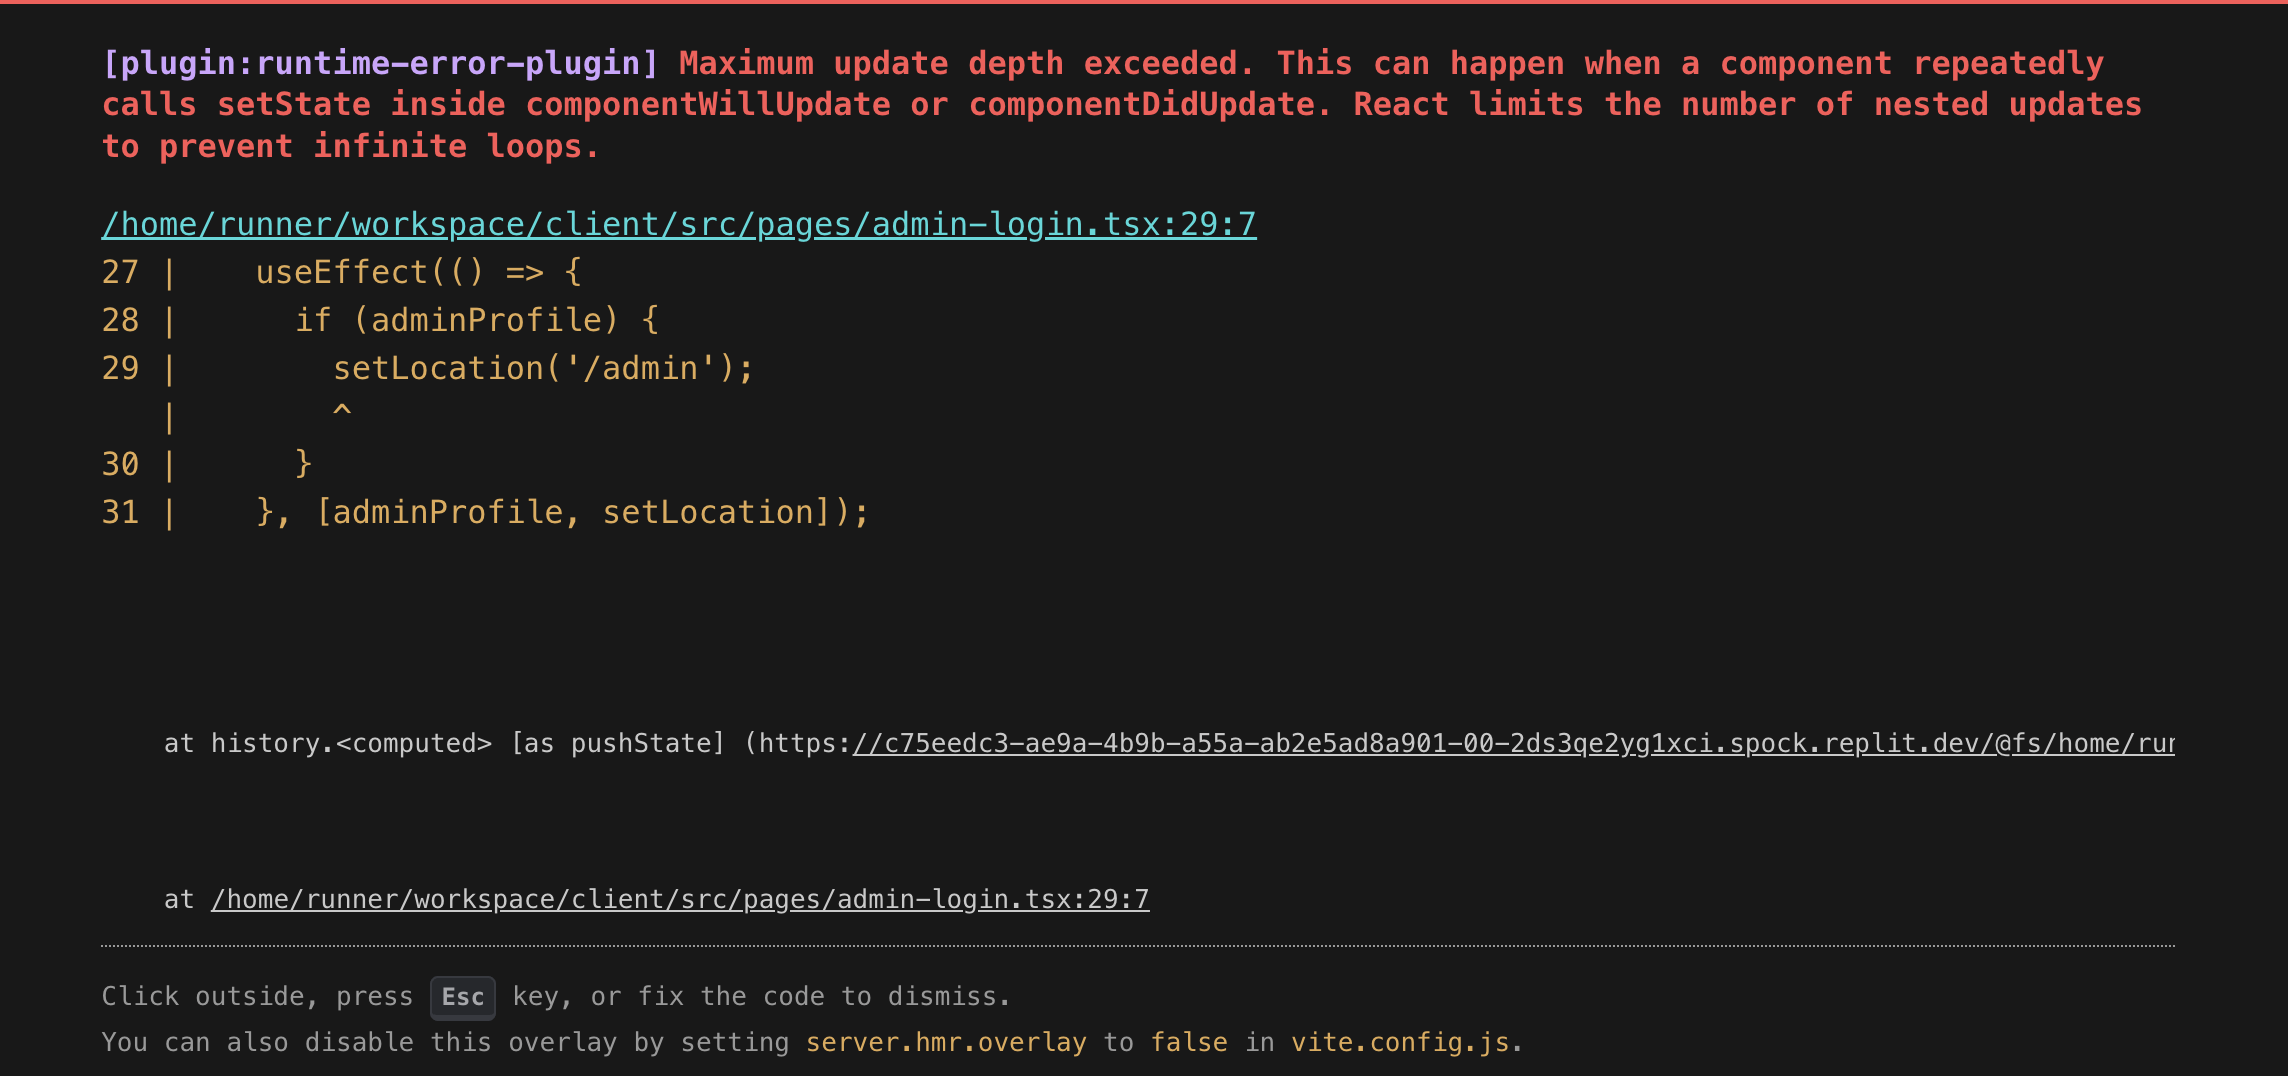 [plugin:runtime-error-plugin] Maximum update depth exceeded. This can happen when a component repeatedly
calls setState inside componentWillUpdate or componentDidUpdate. React limits the number of nested updates
to prevent infinite loops.
/home/runner/workspace/client/src/pages/admin-login.tsx:29:7
27 |    useEffect(() => {
28 |      if (adminProfile) {
29 |        setLocation('/admin');
   |        ^
30 |      }
31 |    }, [adminProfile, setLocation]);
at history.<computed> [as pushState] (https://c75eedc3-ae9a-4b9b-a55a-ab2e5ad8a901-00-2ds3qe2yg1xci.spock.replit.dev/@fs/home/run
at /home/runner/workspace/client/src/pages/admin-login.tsx:29:7
Click outside, press Esc key, or fix the code to dismiss.
You can also disable this overlay by setting server.hmr.overlay to false in vite.config.js.